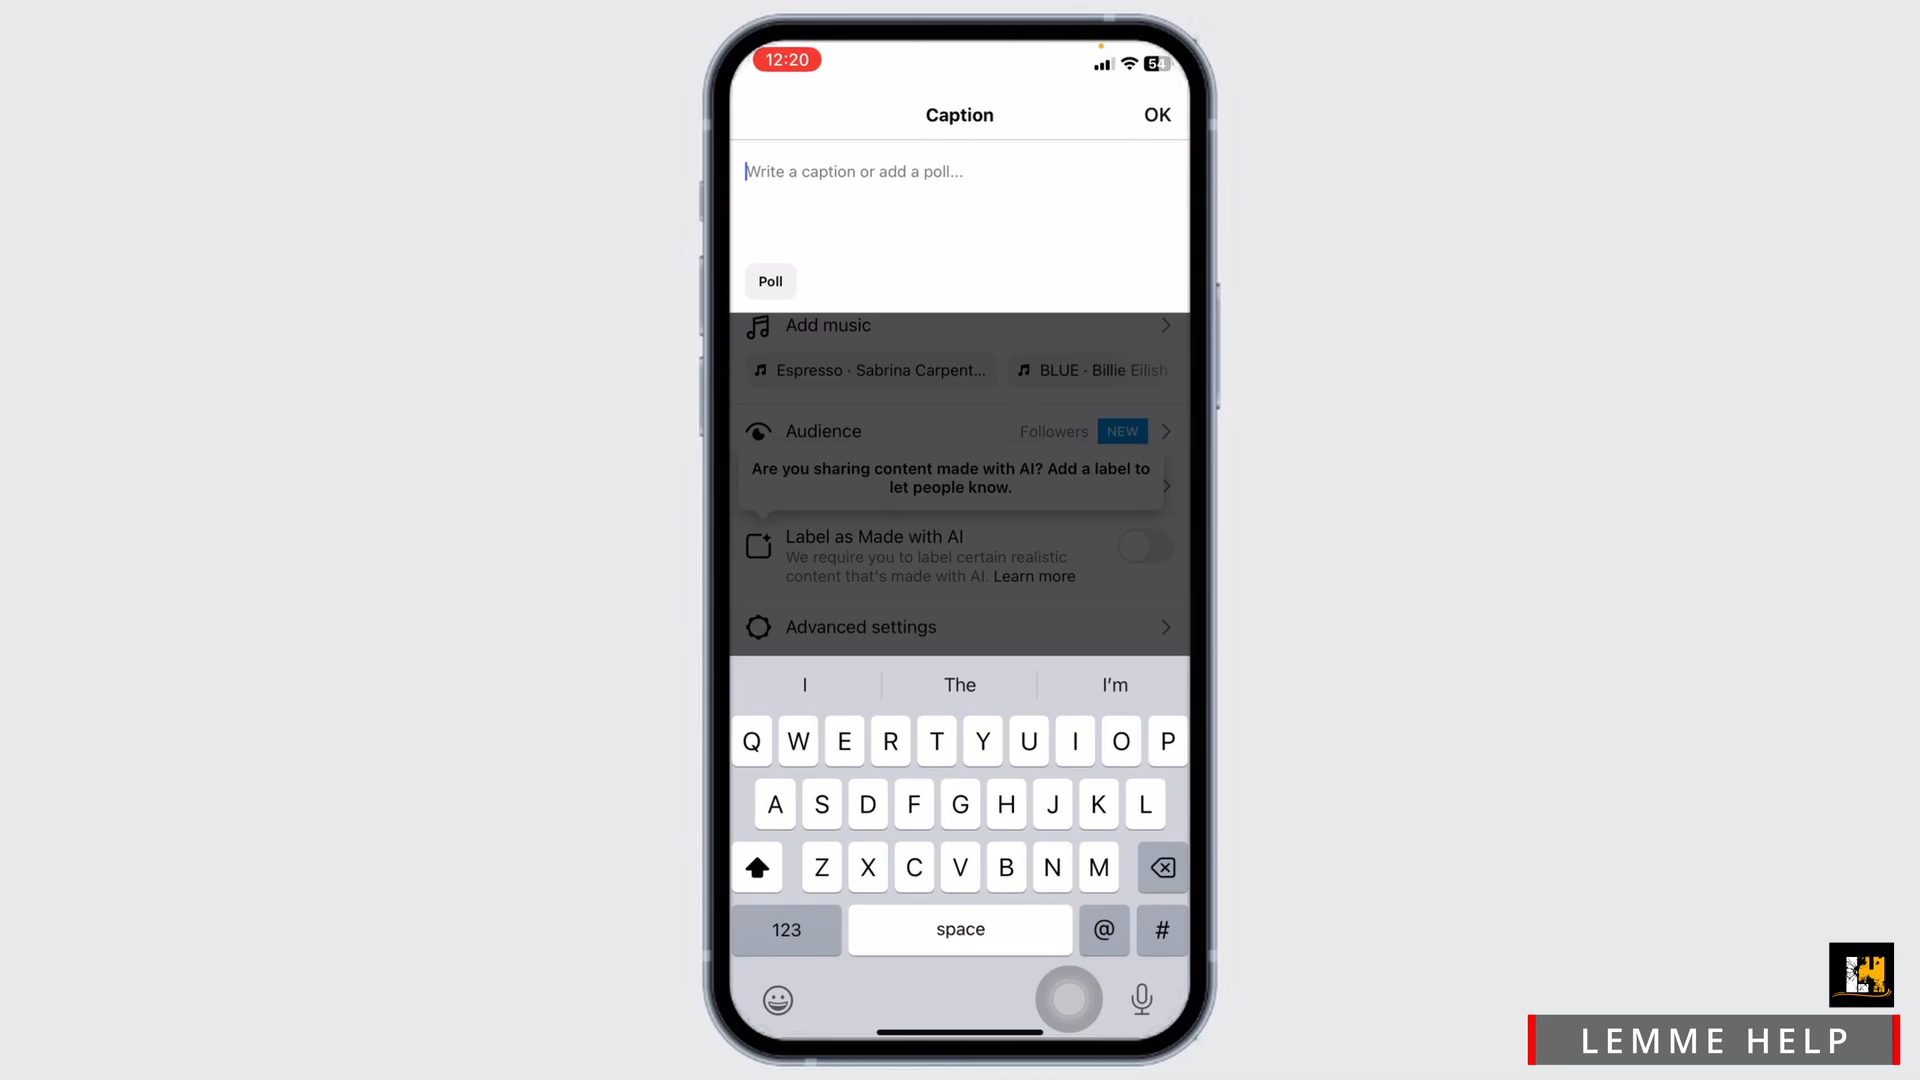 12:20
54
Caption
OK
Write a caption or add a poll...
Poll
Add music
Espresso · Sabrina Carpent...
BLUE · Billie Eilish
Audience
Followers
NEW
Are you sharing content made with AI? Add a label to
let people know.
Label as Made with AI
We require you to label certain realistic
content that's made with AI. Learn more
Advanced settings
I
The
I'm
Q W E R T Y U I O P
A S D F G H J K L
Z X C V B N M
123
space
@
#
LH
LEMME HELP